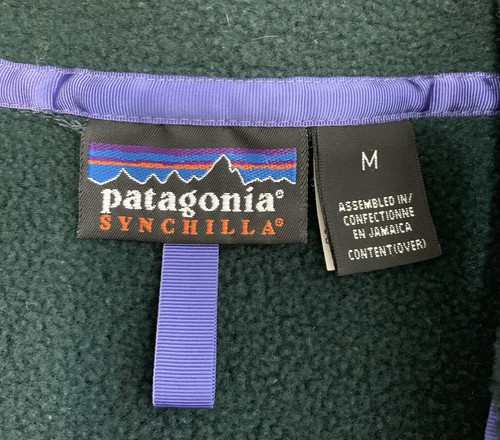 patagonia®
SYNCHILLA®
M
ASSEMBLED IN/
CONFECTIONNE
EN JAMAICA
CONTENT(OVER)